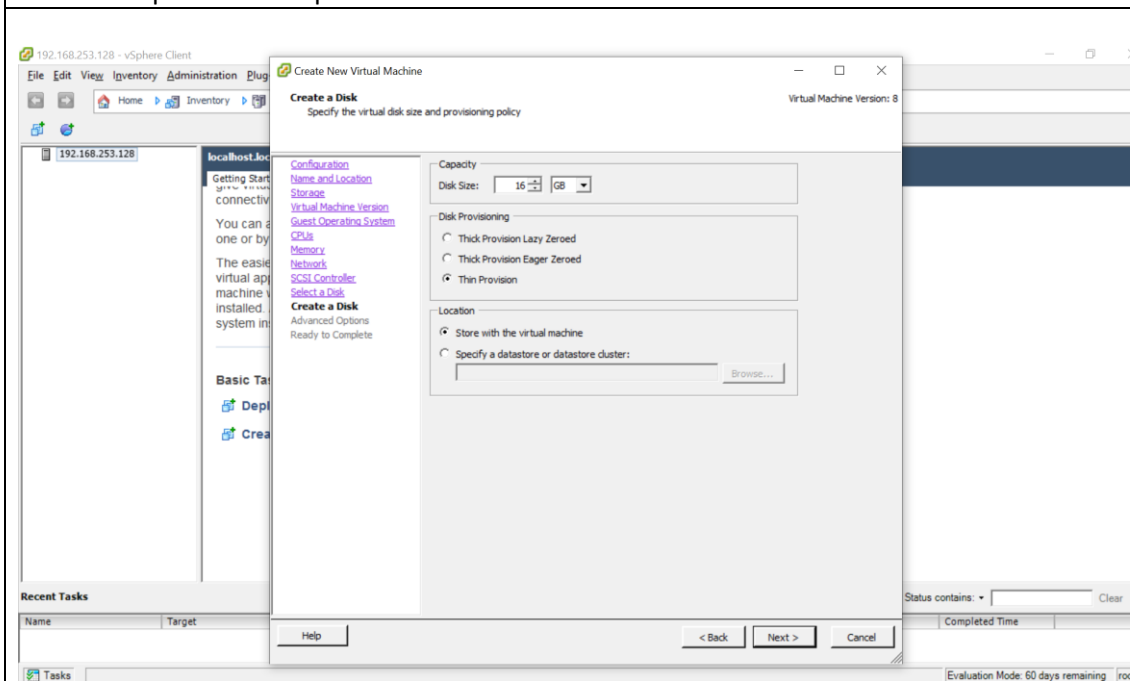 192.168.253.128 - vSphere Client
File Edit View Inventory Administration Plug
Home Inventory
192.168.253.128
localhost.loc
Getting Start
connectiv
You can a
one or by
The easie
virtual app
machine v
installed.
system in
Basic Ta
Depl
Crea
Create New Virtual Machine
Create a Disk
Specify the virtual disk size and provisioning policy
Virtual Machine Version: 8
Configuration
Name and Location
Storage
Virtual Machine Version
Guest Operating System
CPUs
Memory
Network
SCSI Controller
Select a Disk
Create a Disk
Advanced Options
Ready to Complete
Capacity
Disk Size: 16 GB
Disk Provisioning
Thick Provision Lazy Zeroed
Thick Provision Eager Zeroed
Thin Provision
Location
Store with the virtual machine
Specify a datastore or datastore cluster:
Browse...
Help < Back Next > Cancel
Recent Tasks
Status contains: Clear
Name Target Completed Time
Tasks Evaluation Mode: 60 days remaining roo